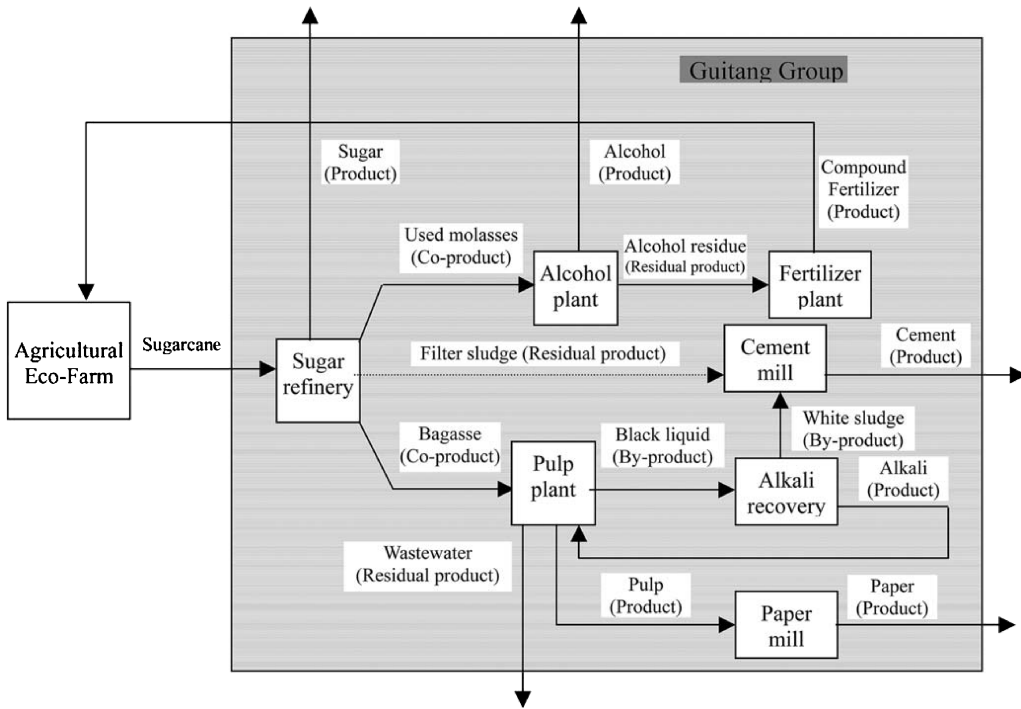 Guitang Group
Sugar
(Product)
Alcohol
(Product)
Compound
Fertilizer
(Product)
Used molasses
(Co-product)
Alcohol
plant
Alcohol residue
(Residual product)
Fertilizer
plant
Agricultural
Eco-Farm
Sugarcane
Sugar
refinery
Filter sludge (Residual product)
Cement
mill
Cement
(Product)
White sludge
(By-product)
Bagasse
(Co-product)
Pulp
plant
Black liquid
(By-product)
Alkali
recovery
Alkali
(Product)
Wastewater
(Residual product)
Pulp
(Product)
Paper
mill
Paper
(Product)